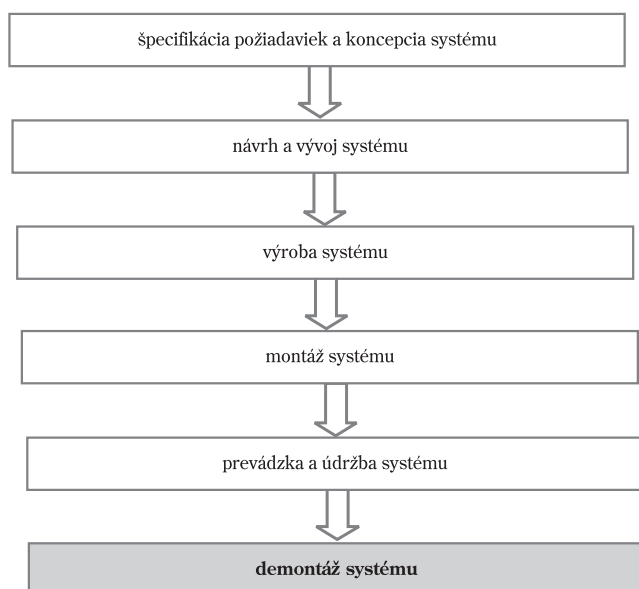 špecifikácia požiadaviek a koncepcia systému
návrh a vývoj systému
výroba systému
montáž systému
prevádzka a údržba systému
demontáž systému